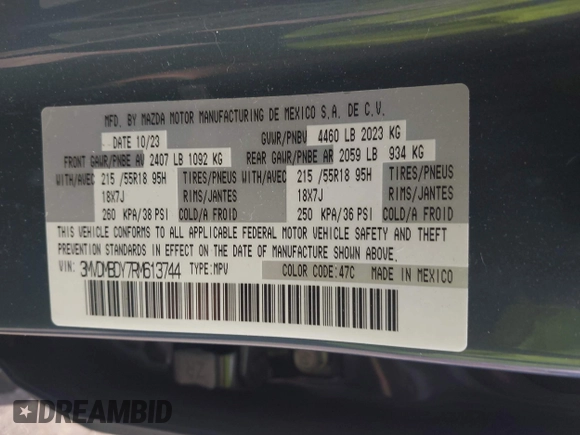 MFD. BY MAZDA MOTOR MANUFACTURING DE MEXICO S.A. DE C.V.
DATE 10/23 GVWR/PNBV 4460 LB 2023 KG
FRONT GAWR/PNBE AV 2407 LB 1092 KG REAR GAWR/PNBE AR 2059 LB 934 KG
WITH/AVEC 215 /55R18 95H TIRES/PNEUS WITH/AVEC 215 /55R18 95H TIRES/PNEUS
18X7J RIMS/JANTES 18X7J RIMS/JANTES
260 KPA/38 PSI COLD/A FROID 250 KPA/36 PSI COLD/A FROID
THIS VEHICLE CONFORMS TO ALL APPLICABLE FEDERAL MOTOR VEHICLE SAFETY AND THEFT
PREVENTION STANDARDS IN EFFECT ON THE DATE OF MANUFACTURE SHOWN ABOVE.
VIN: 3MVDMBDY7RM613744 TYPE:MPV COLOR CODE:47C MADE IN MEXICO
DREAMBID